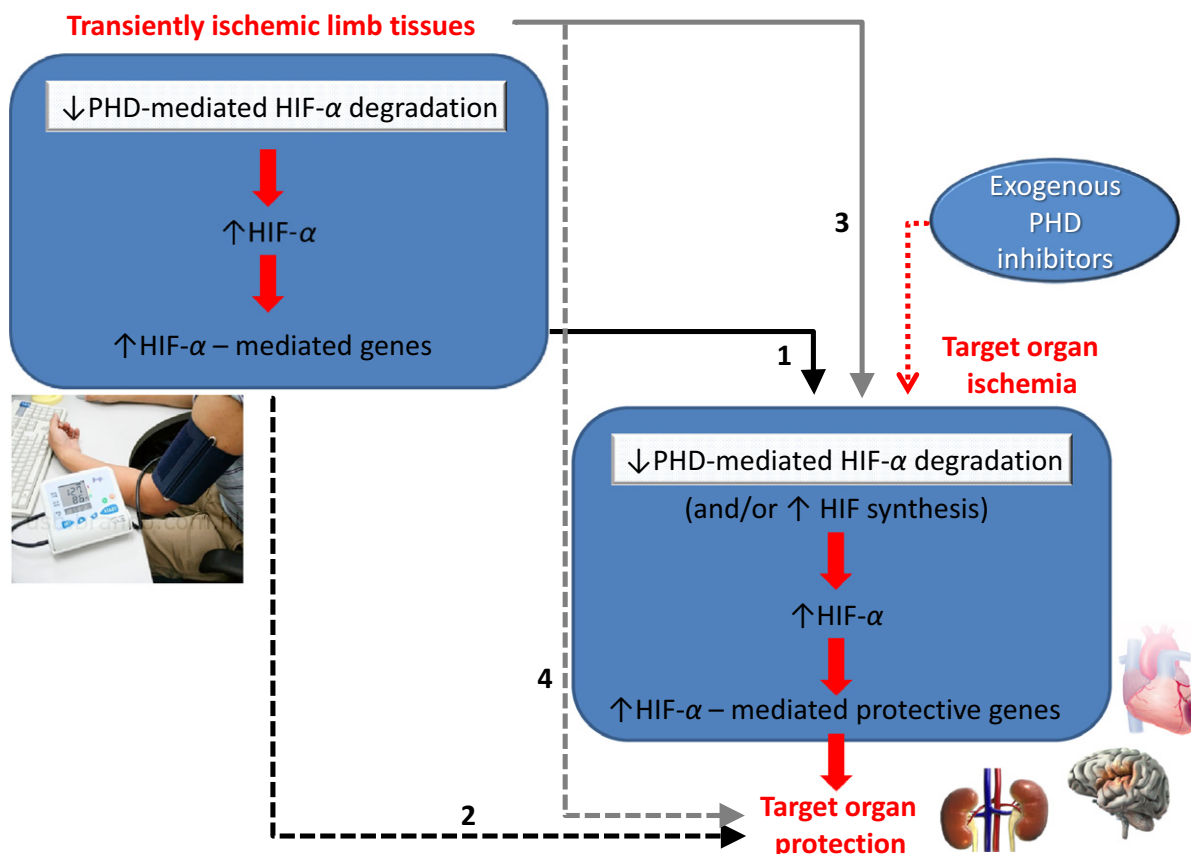 Transiently ischemic limb tissues
↓PHD-mediated HIF-α degradation
↑HIF-α
↑HIF-α – mediated genes
3
Exogenous
PHD
inhibitors
1
Target organ
ischemia
↓PHD-mediated HIF-α degradation
(and/or ↑ HIF synthesis)
↑HIF-α
↑HIF-α – mediated protective genes
4
2
Target organ
protection
127
86